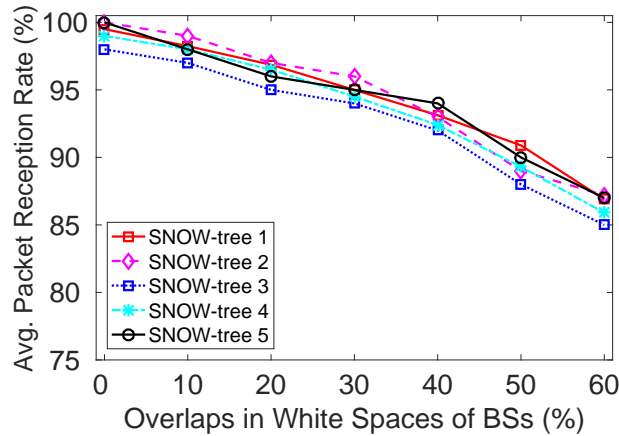 Avg. Packet Reception Rate (%)
100
95
90
85
80
75
SNOW-tree 1
SNOW-tree 2
SNOW-tree 3
SNOW-tree 4
SNOW-tree 5
0 10 20 30 40 50 60
Overlaps in White Spaces of BSs (%)